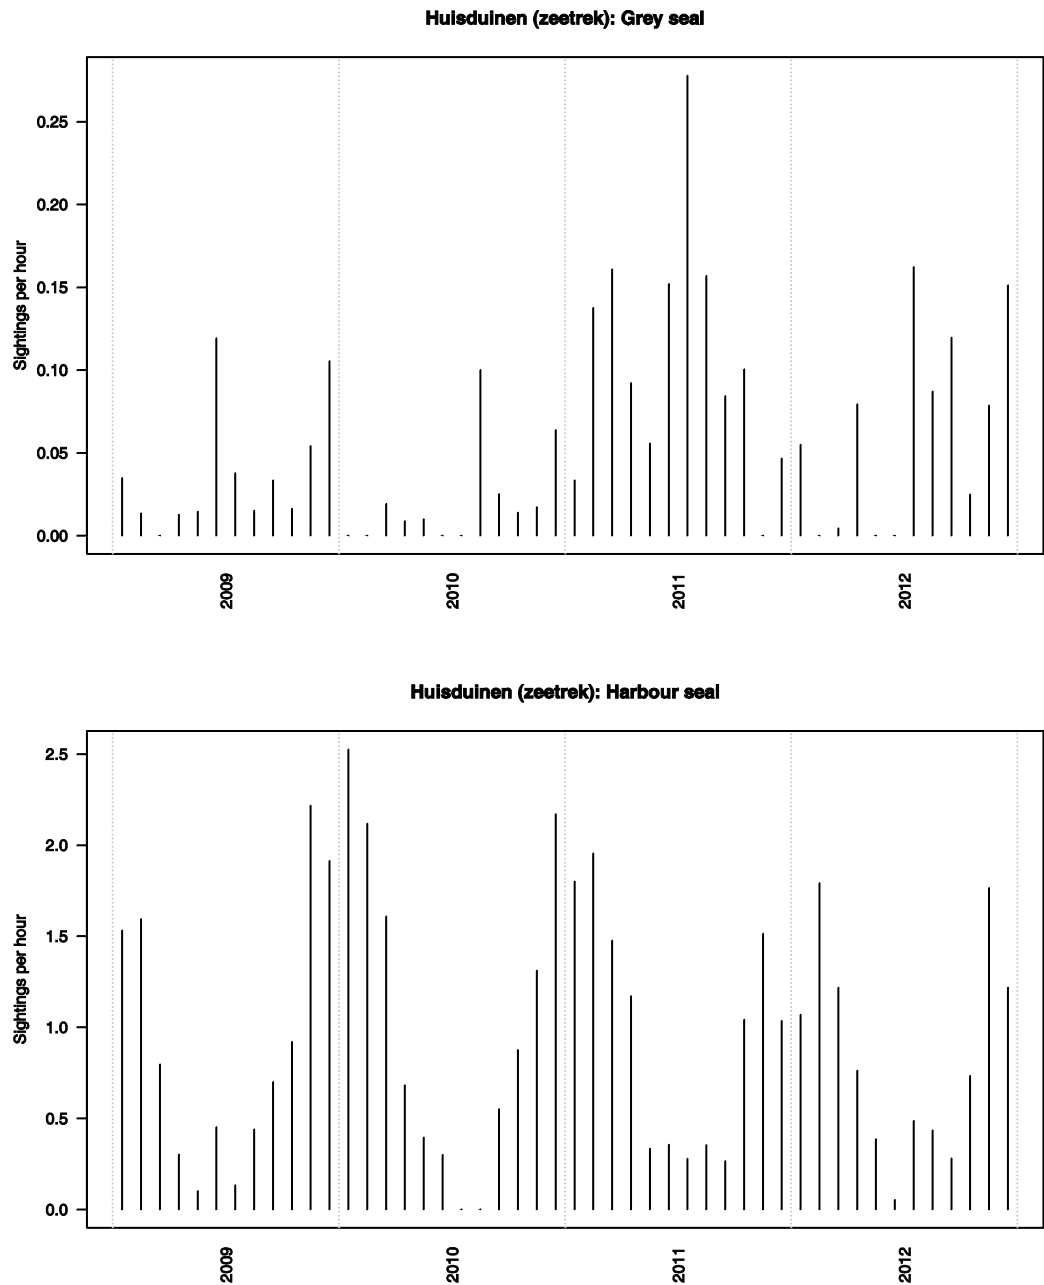 Huisduinen (zeetrek): Grey seal
0.25
0.20
0.15
0.10
0.05
0.00
Sightings per hour
2009 2010 2011 2012
Huisduinen (zeetrek): Harbour seal
2.5
2.0
1.5
1.0
0.5
0.0
Sightings per hour
2009 2010 2011 2012